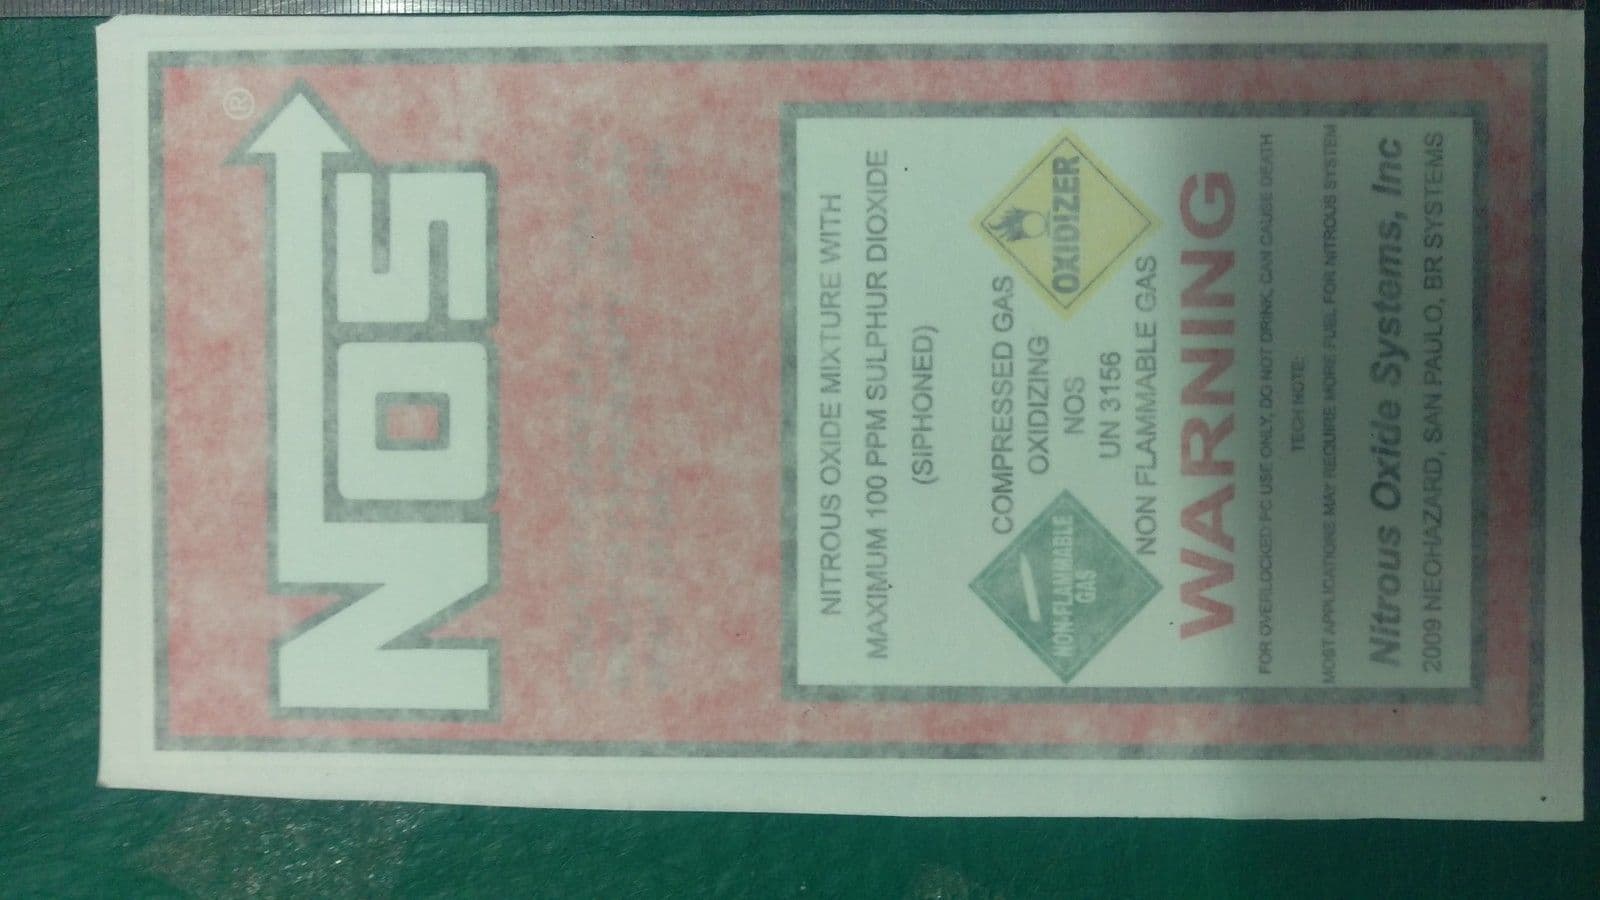 NOS®
NITROUS OXIDE MIXTURE WITH
MAXIMUM 100 PPM SULPHUR DIOXIDE
(SIPHONED)
COMPRESSED GAS
OXIDIZING
NOS
UN 3156
NON FLAMMABLE GAS
NON-FLAMMABLE
GAS
OXIDIZER
WARNING
FOR OVERLOCKED PC USE ONLY, DO NOT DRINK, CAN CAUSE DEATH
TECH NOTE:
MOST APPLICATIONS MAY REQUIRE MORE FUEL FOR NITROUS SYSTEM
Nitrous Oxide Systems, Inc
2009 NEOHAZARD, SAN PAULO, BR SYSTEMS